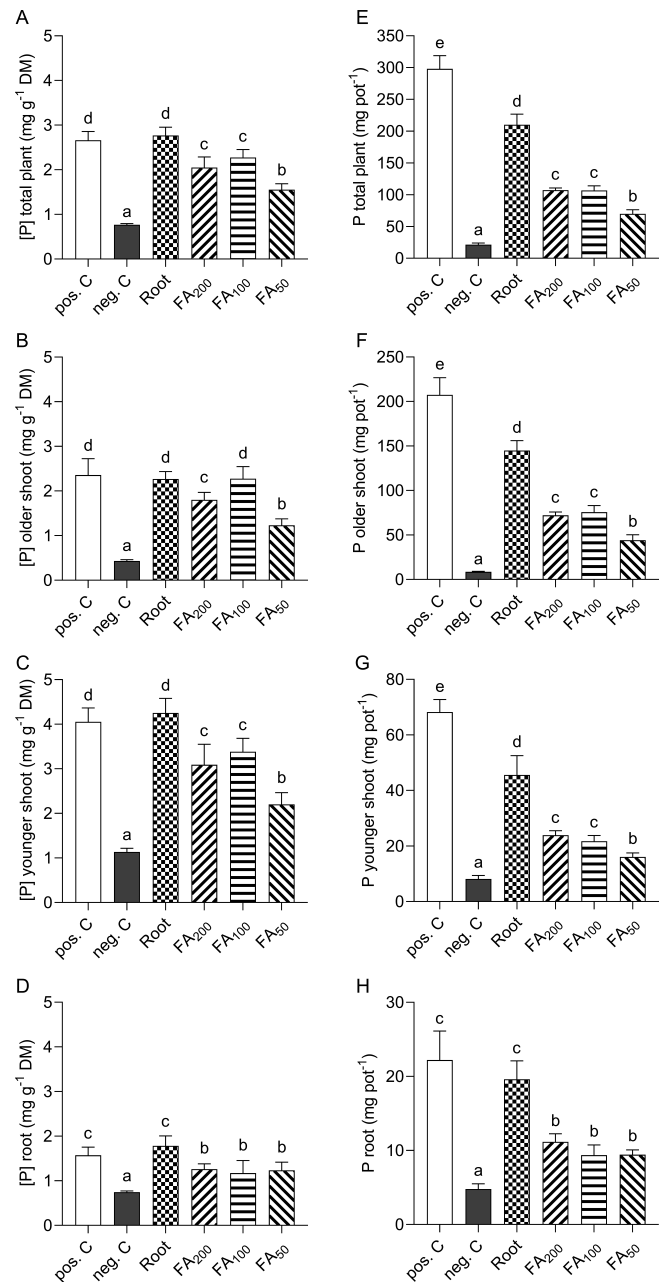 A
[P] total plant (mg g⁻¹ DM)
5
4
3
2
1
0
d
a
d
c
c
b
pos. C
neg. C
Root
FA₂₀₀
FA₁₀₀
FA₅₀
E
P total plant (mg pot⁻¹)
350
300
250
200
150
100
50
0
e
a
d
c
c
b
pos. C
neg. C
Root
FA₂₀₀
FA₁₀₀
FA₅₀
B
[P] older shoot (mg g⁻¹ DM)
5
4
3
2
1
0
d
a
d
c
d
b
pos. C
neg. C
Root
FA₂₀₀
FA₁₀₀
FA₅₀
F
P older shoot (mg pot⁻¹)
250
200
150
100
50
0
e
a
d
c
c
b
pos. C
neg. C
Root
FA₂₀₀
FA₁₀₀
FA₅₀
C
[P] younger shoot (mg g⁻¹ DM)
5
4
3
2
1
0
d
a
d
c
c
b
pos. C
neg. C
Root
FA₂₀₀
FA₁₀₀
FA₅₀
G
P younger shoot (mg pot⁻¹)
80
60
40
20
0
e
a
d
c
c
b
pos. C
neg. C
Root
FA₂₀₀
FA₁₀₀
FA₅₀
D
[P] root (mg g⁻¹ DM)
5
4
3
2
1
0
c
a
c
b
b
b
pos. C
neg. C
Root
FA₂₀₀
FA₁₀₀
FA₅₀
H
P root (mg pot⁻¹)
30
20
10
0
c
a
c
b
b
b
pos. C
neg. C
Root
FA₂₀₀
FA₁₀₀
FA₅₀